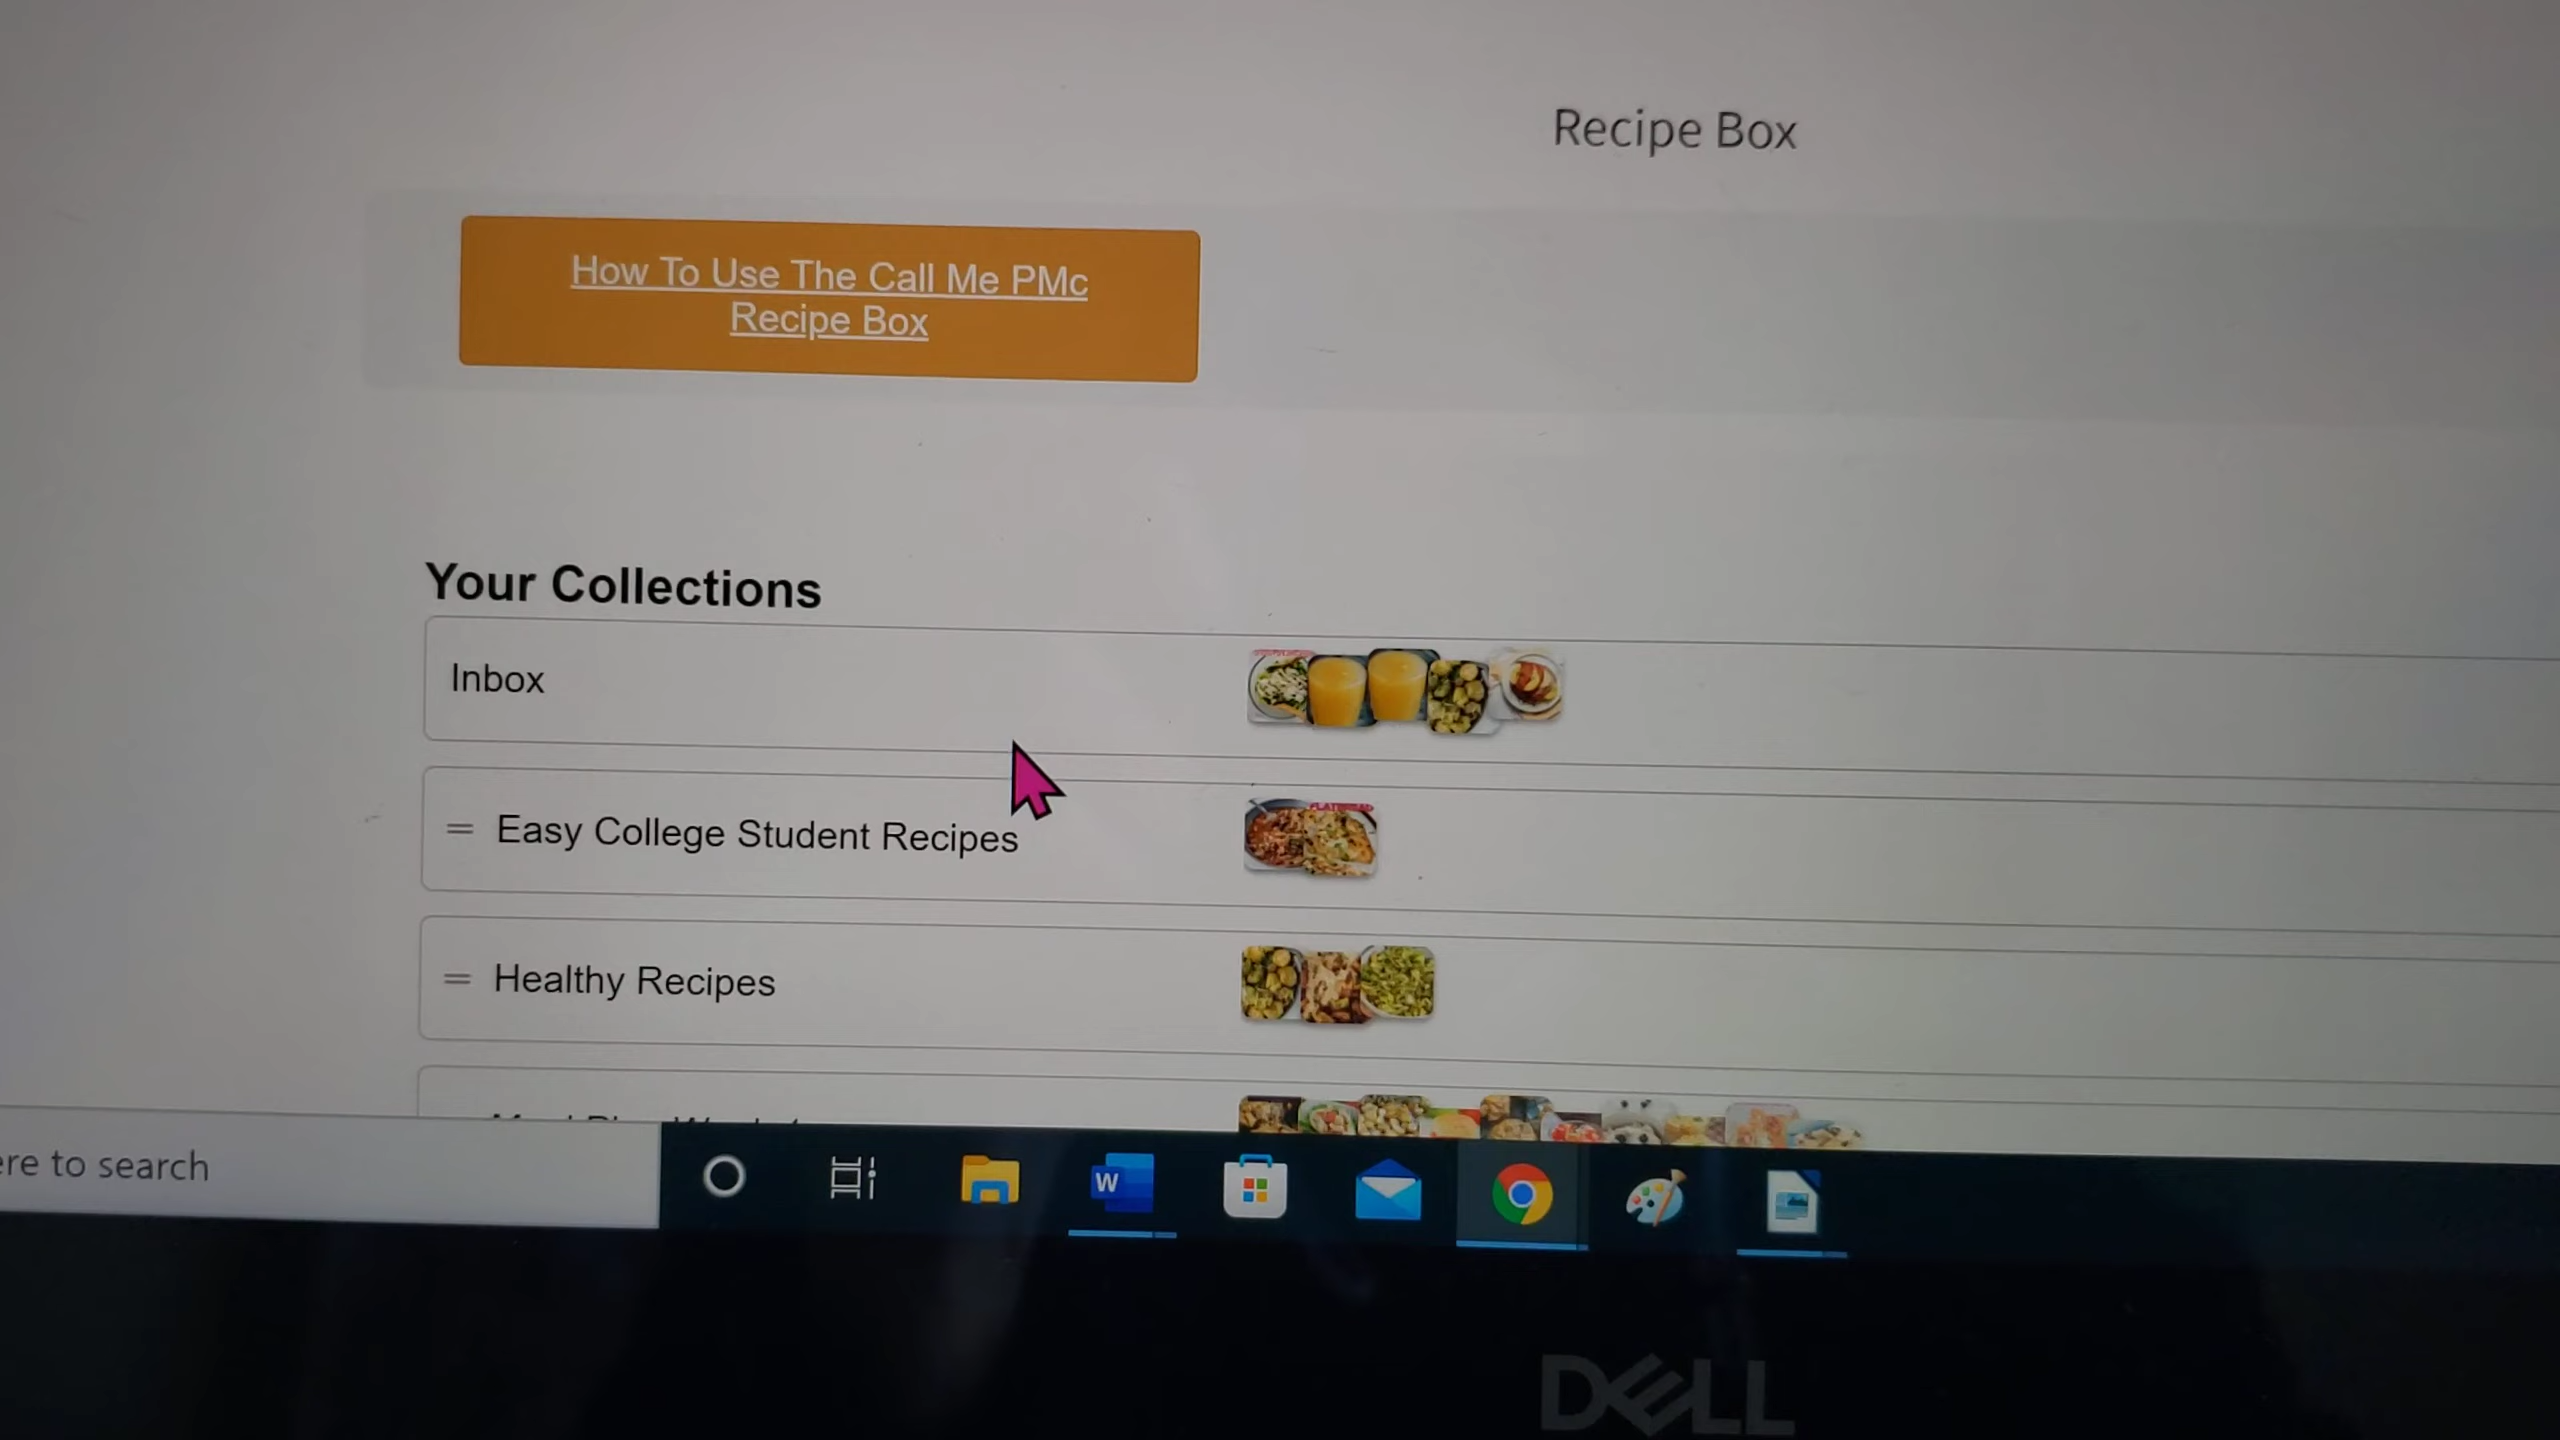 Recipe Box
How To Use The Call Me PMc
Recipe Box
Your Collections
Inbox
Easy College Student Recipes
Healthy Recipes
ere to search
W
DELL